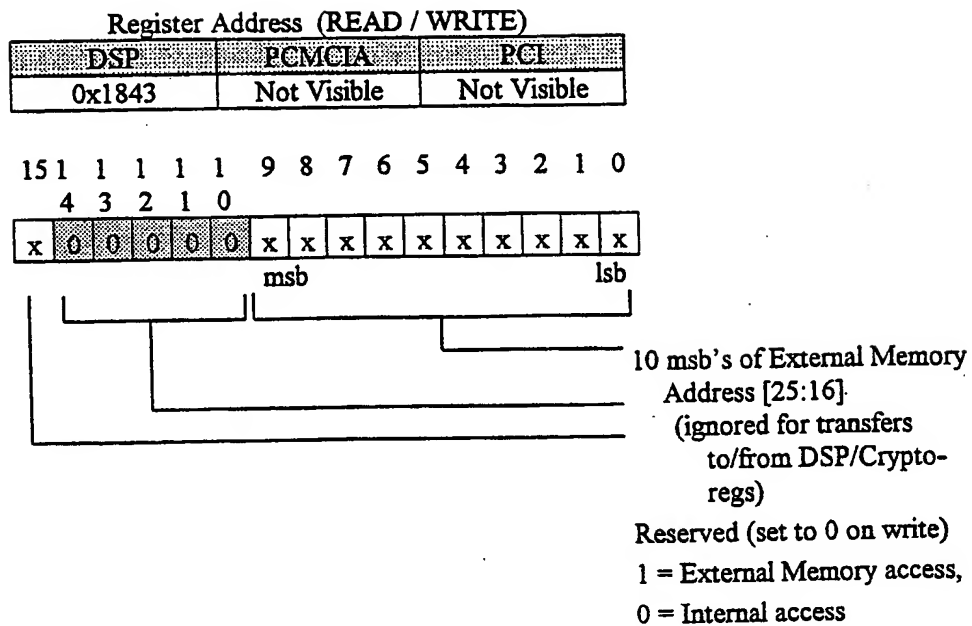 Register Address (READ / WRITE)
DSP PCMCIA PCI
0x1843 Not Visible Not Visible
15 1 1 1 1 1 9 8 7 6 5 4 3 2 1 0
4 3 2 1 0
x 0 0 0 0 0 x x x x x x x x x x
msb lsb
10 msb's of External Memory
Address [25:16]
(ignored for transfers
to/from DSP/Crypto-
regs)
Reserved (set to 0 on write)
1 = External Memory access,
0 = Internal access